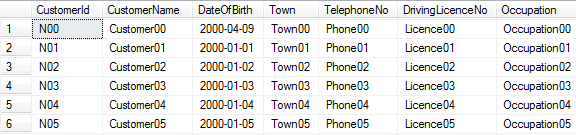 CustomerId CustomerName DateOfBirth Town TelephoneNo DrivingLicenceNo Occupation
1 N00 Customer00 2000-04-09 Town00 Phone00 Licence00 Occupation00
2 N01 Customer01 2000-01-01 Town01 Phone01 Licence01 Occupation01
3 N02 Customer02 2000-01-02 Town02 Phone02 Licence02 Occupation02
4 N03 Customer03 2000-01-03 Town03 Phone03 Licence03 Occupation03
5 N04 Customer04 2000-01-04 Town04 Phone04 Licence04 Occupation04
6 N05 Customer05 2000-01-05 Town05 Phone05 Licence05 Occupation05